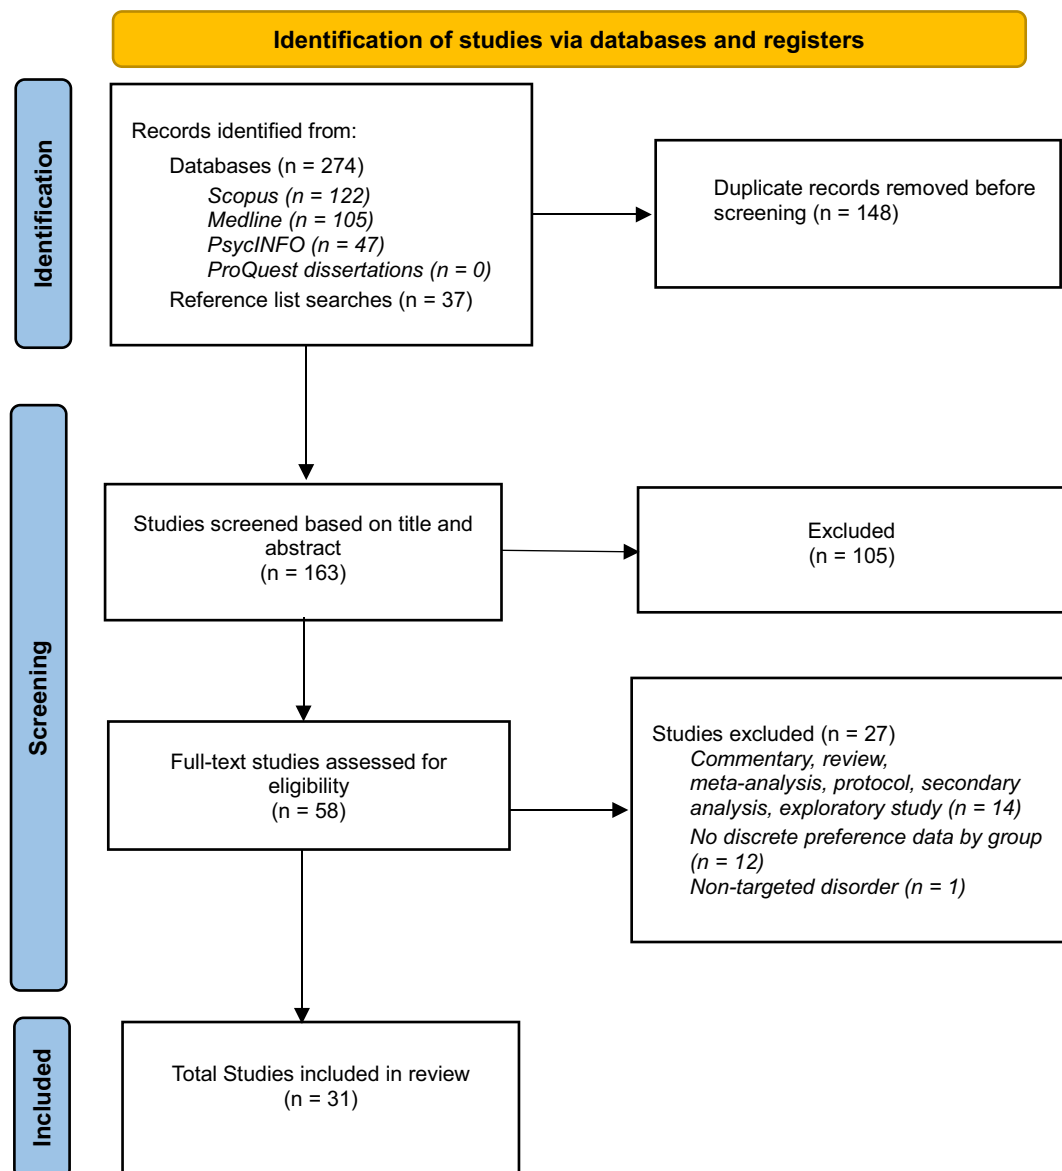 Identification of studies via databases and registers
Identification
Records identified from:
Databases (n = 274)
Scopus (n = 122)
Medline (n = 105)
PsycINFO (n = 47)
ProQuest dissertations (n = 0)
Reference list searches (n = 37)
Duplicate records removed before
screening (n = 148)
Screening
Studies screened based on title and
abstract
(n = 163)
Excluded
(n = 105)
Full-text studies assessed for
eligibility
(n = 58)
Studies excluded (n = 27)
Commentary, review,
meta-analysis, protocol, secondary
analysis, exploratory study (n = 14)
No discrete preference data by group
(n = 12)
Non-targeted disorder (n = 1)
Included
Total Studies included in review
(n = 31)